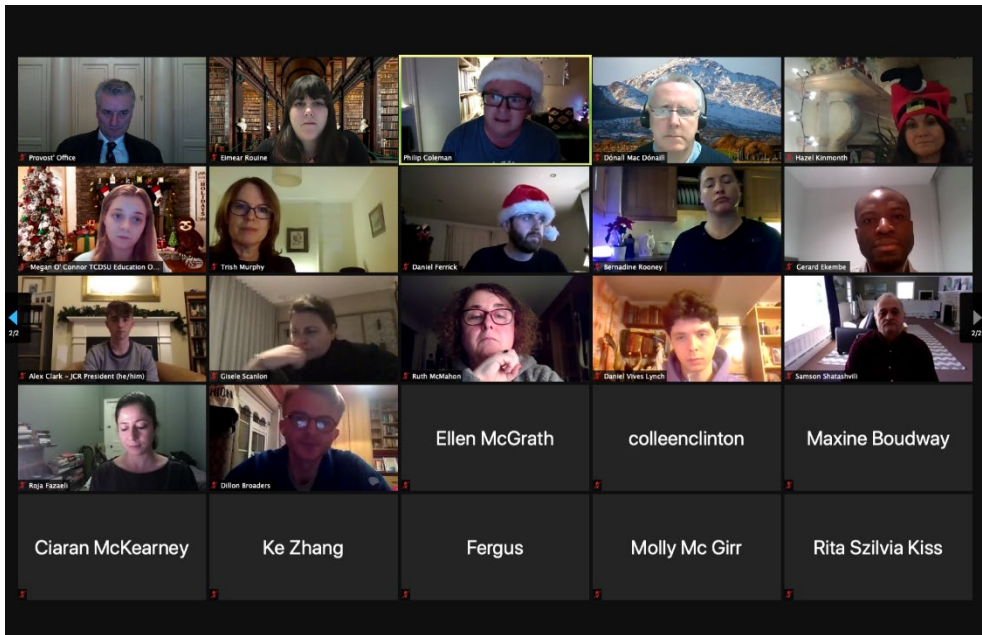 Provost' Office
Eimear Rouine
Philip Coleman
Dónall Mac Dónaill
Hazel Kinmonth
HOLIDAYS
Megan O' Connor TCDSU Education O...
Trish Murphy
Daniel Ferrick
Bernadine Rooney
Gerard Ekembe
2/2
2/2
Alex Clark – JCR President (he/him)
Gisele Scanlon
Ruth McMahon
Daniel Vives Lynch
Samson Shatashvili
Roja Fazaeli
Dillon Broaders
Ellen McGrath
colleenclinton
Maxine Boudway
Ciaran McKearney
Ke Zhang
Fergus
Molly Mc Girr
Rita Szilvia Kiss